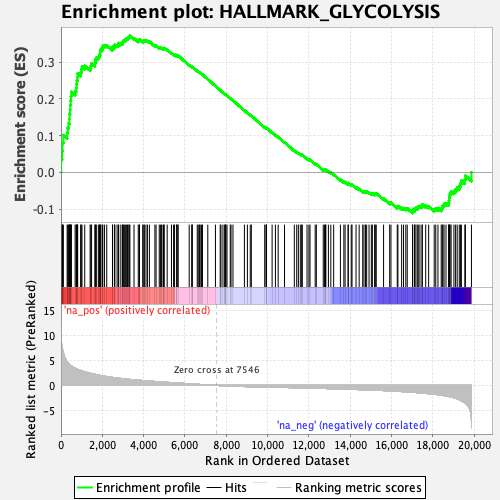 Enrichment plot: HALLMARK_GLYCOLYSIS
Enrichment score (ES)
0.3
0.2
0.1
0.0
-0.1
'na_pos' (positively correlated)
Ranked list metric (PreRanked)
15
10
5
0
-5
Zero cross at 7546
'na_neg' (negatively correlated)
0
2,000
4,000
6,000
8,000
10,000
12,000
14,000
16,000
18,000
20,000
Rank in Ordered Dataset
Enrichment profile
Hits
Ranking metric scores